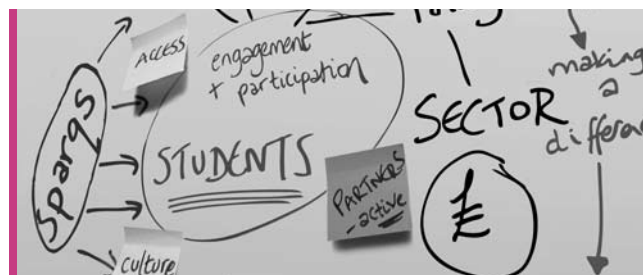 sparqs
ACCESS
engagement
+ participation
STUDENTS
culture
PARTNERS
- active
SECTOR
£
making
a